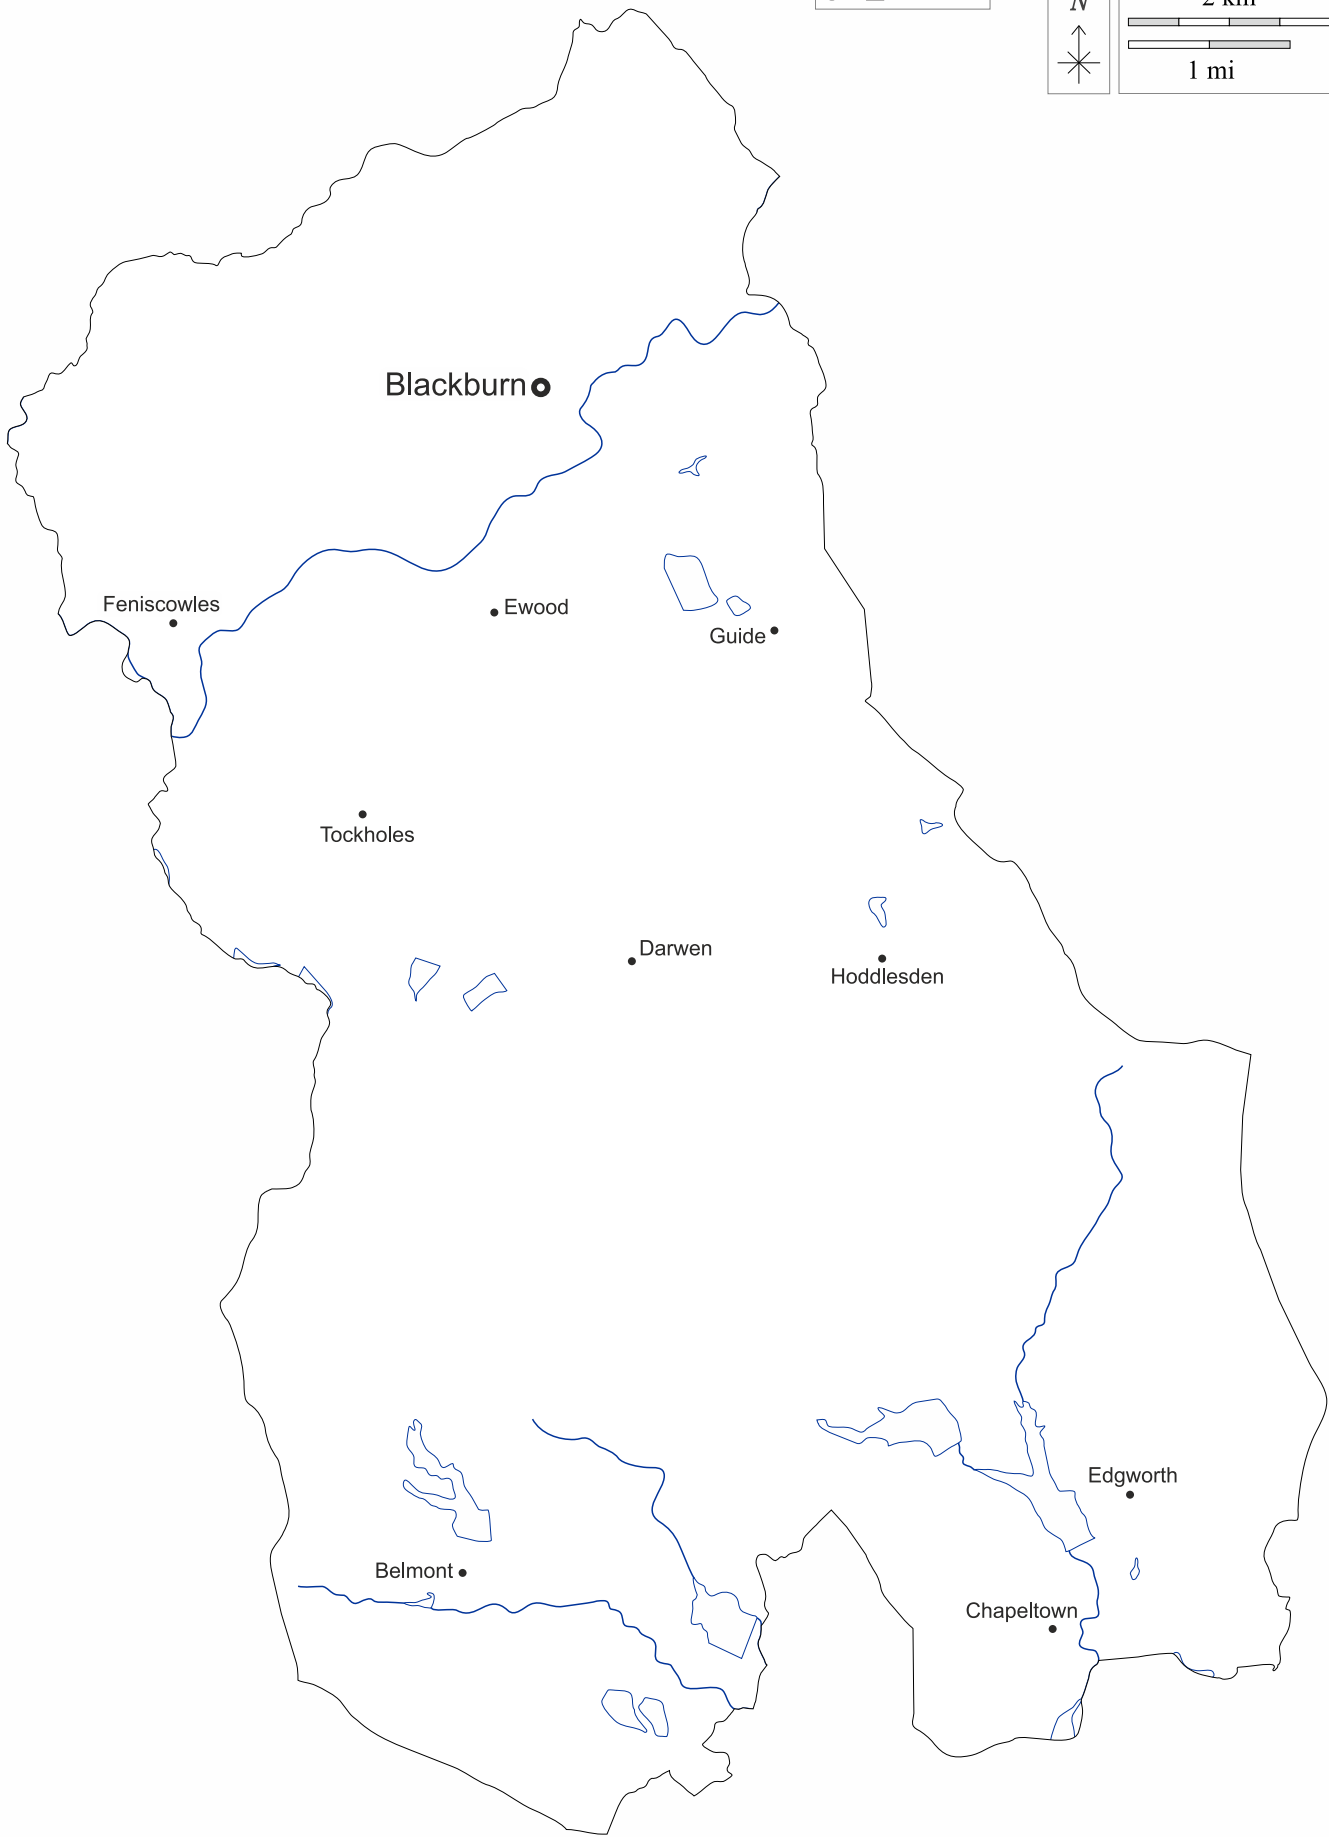 2 km
N
1 mi
Blackburn
Feniscowles
Ewood
Guide
Tockholes
Darwen
Hoddlesden
Edgworth
Belmont
Chapeltown